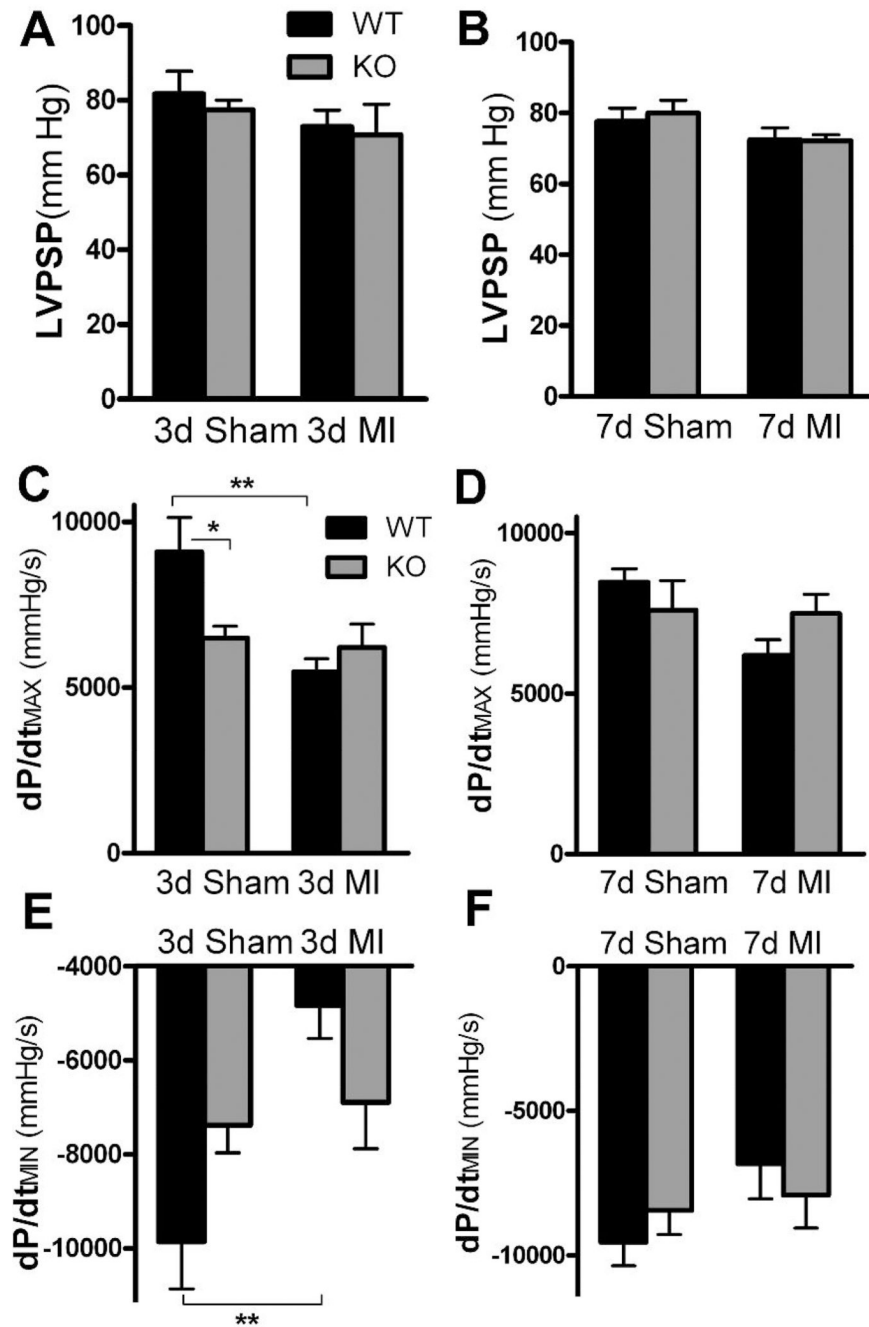 A
WT
KO
LVPSP(mm Hg)
100
80
60
40
20
0
3d Sham 3d MI
B
LVPSP (mm Hg)
100
80
60
40
20
0
7d Sham 7d MI
C
**
*
WT
KO
dP/dtMAX (mmHg/s)
10000
5000
0
3d Sham 3d MI
D
dP/dtMAX (mmHg/s)
10000
5000
0
7d Sham 7d MI
E
3d Sham 3d MI
dP/dtMIN (mmHg/s)
-4000
-6000
-8000
-10000
**
F
7d Sham 7d MI
dP/dtMIN (mmHg/s)
0
-5000
-10000